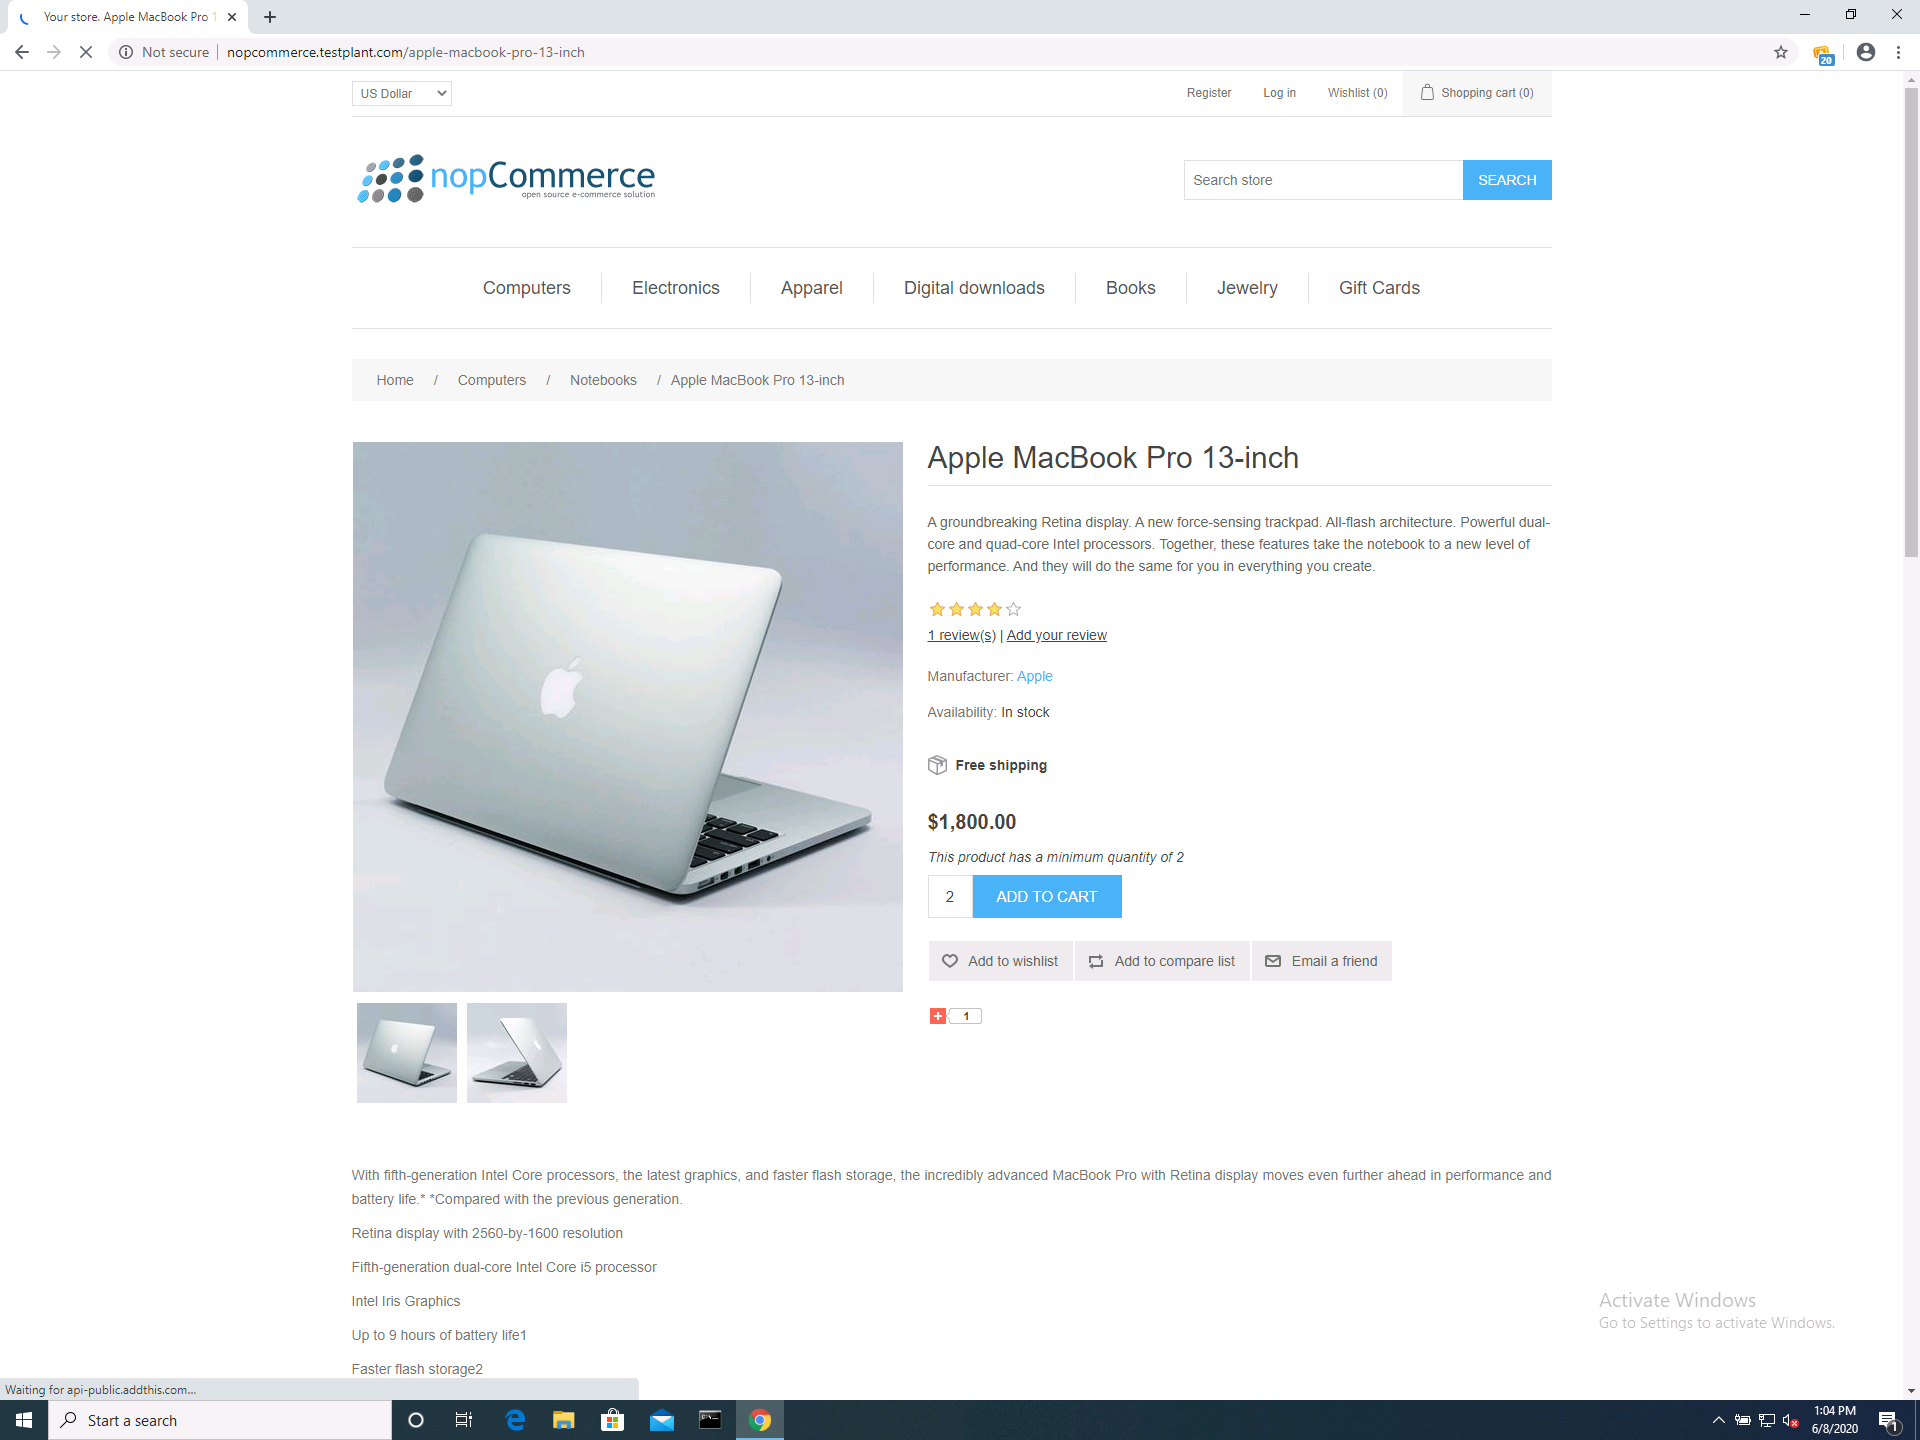 Your store. Apple MacBook Pro
Not secure
nopcommerce.testplant.com/apple-macbook-pro-13-inch
20
US Dollar
Register
Log in
Wishlist (0)
Shopping cart (0)
nopCommerce
open source e-commerce solution
Search store
SEARCH
Computers
Electronics
Apparel
Digital downloads
Books
Jewelry
Gift Cards
Home / Computers / Notebooks / Apple MacBook Pro 13-inch
Apple MacBook Pro 13-inch
A groundbreaking Retina display. A new force-sensing trackpad. All-flash architecture. Powerful dual-
core and quad-core Intel processors. Together, these features take the notebook to a new level of
performance. And they will do the same for you in everything you create.
1 review(s) | Add your review
Manufacturer: Apple
Availability: In stock
Free shipping
$1,800.00
This product has a minimum quantity of 2
2
ADD TO CART
Add to wishlist
Add to compare list
Email a friend
1
With fifth-generation Intel Core processors, the latest graphics, and faster flash storage, the incredibly advanced MacBook Pro with Retina display moves even further ahead in performance and
battery life.* *Compared with the previous generation.
Retina display with 2560-by-1600 resolution
Fifth-generation dual-core Intel Core i5 processor
Intel Iris Graphics
Up to 9 hours of battery life1
Faster flash storage2
Activate Windows
Go to Settings to activate Windows.
Waiting for api-public.addthis.com...
Start a search
1:04 PM
6/8/2020
1